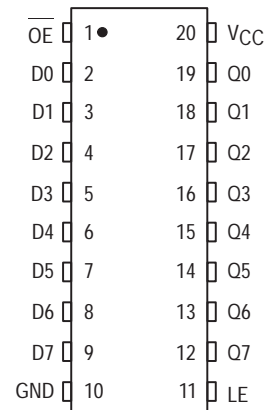 O̅E̅ 1 20 VCC
D0 2 19 Q0
D1 3 18 Q1
D2 4 17 Q2
D3 5 16 Q3
D4 6 15 Q4
D5 7 14 Q5
D6 8 13 Q6
D7 9 12 Q7
GND 10 11 LE